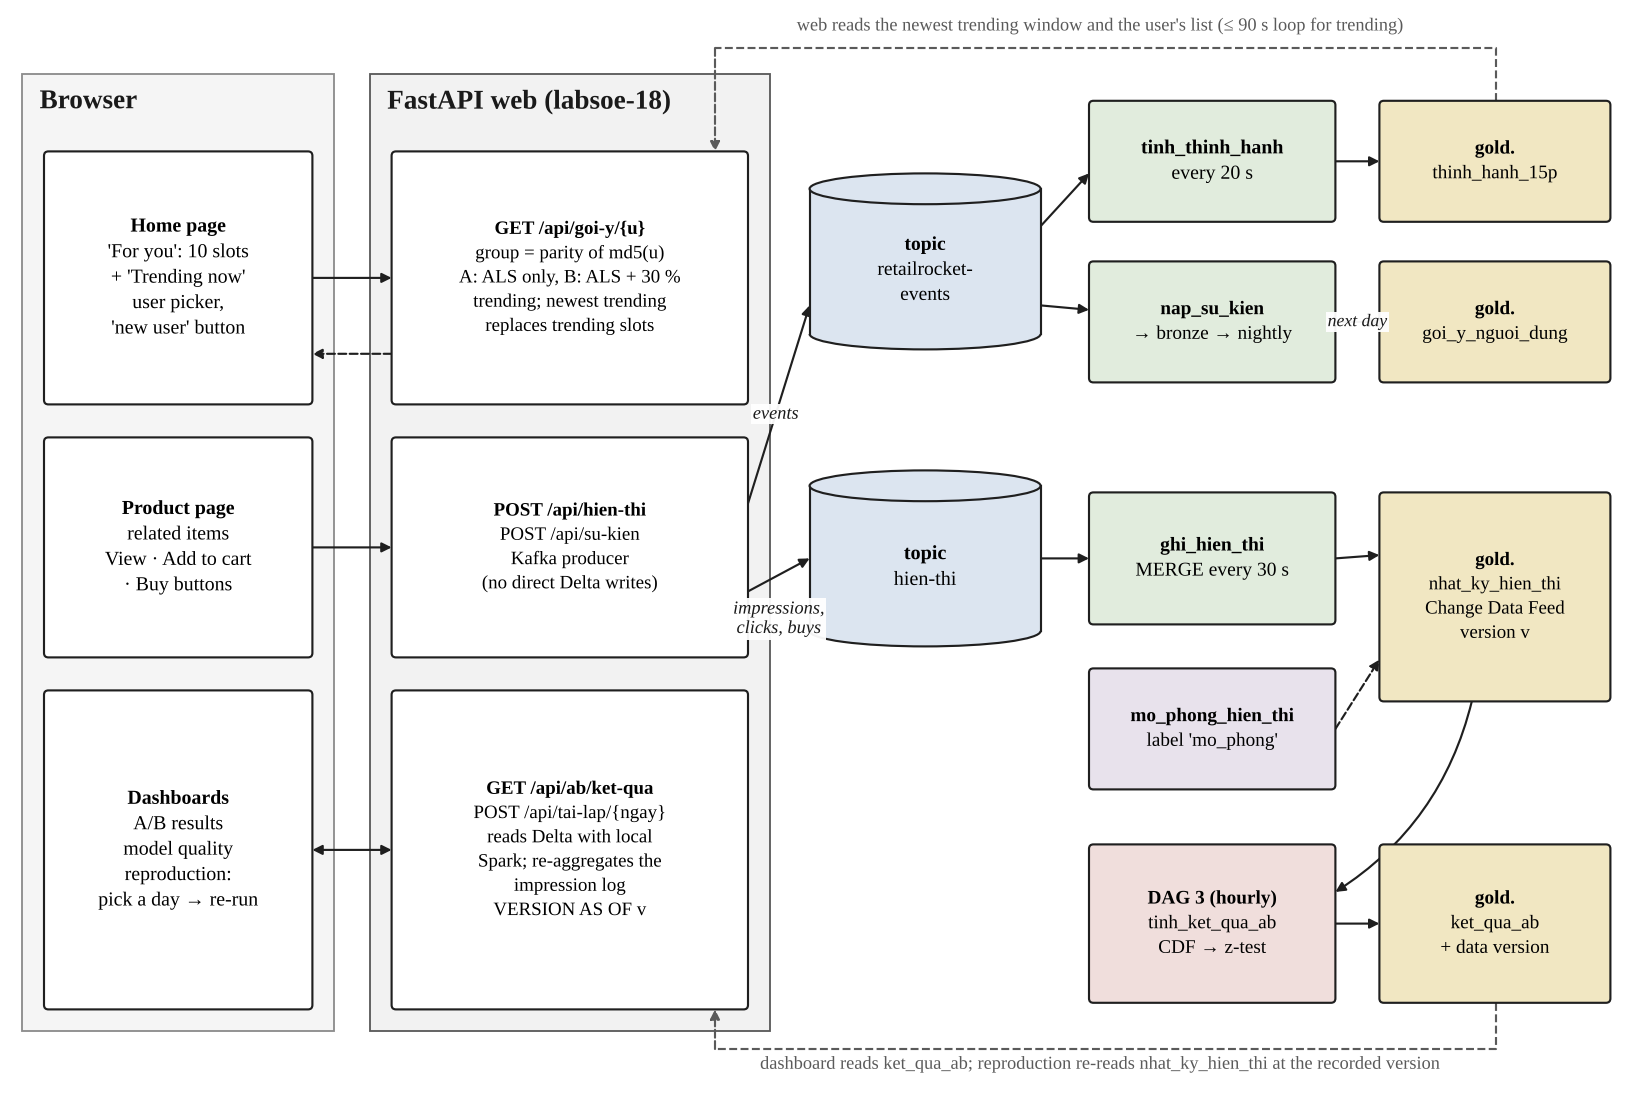 web reads the newest trending window and the user's list (≤ 90 s loop for trending)
Browser
Home page
'For you': 10 slots
+ 'Trending now'
user picker,
'new user' button
Product page
related items
View · Add to cart
· Buy buttons
Dashboards
A/B results
model quality
reproduction:
pick a day → re-run
FastAPI web (labsoe-18)
GET /api/goi-y/{u}
group = parity of md5(u)
A: ALS only, B: ALS + 30 %
trending; newest trending
replaces trending slots
POST /api/hien-thi
POST /api/su-kien
Kafka producer
(no direct Delta writes)
GET /api/ab/ket-qua
POST /api/tai-lap/{ngay}
reads Delta with local
Spark; re-aggregates the
impression log
VERSION AS OF v
events
impressions,
clicks, buys
topic
retailrocket-
events
topic
hien-thi
tinh_thinh_hanh
every 20 s
gold.
thinh_hanh_15p
nap_su_kien
→ bronze → nightly
next day
gold.
goi_y_nguoi_dung
ghi_hien_thi
MERGE every 30 s
gold.
nhat_ky_hien_thi
Change Data Feed
version v
mo_phong_hien_thi
label 'mo_phong'
DAG 3 (hourly)
tinh_ket_qua_ab
CDF → z-test
gold.
ket_qua_ab
+ data version
dashboard reads ket_qua_ab; reproduction re-reads nhat_ky_hien_thi at the recorded version